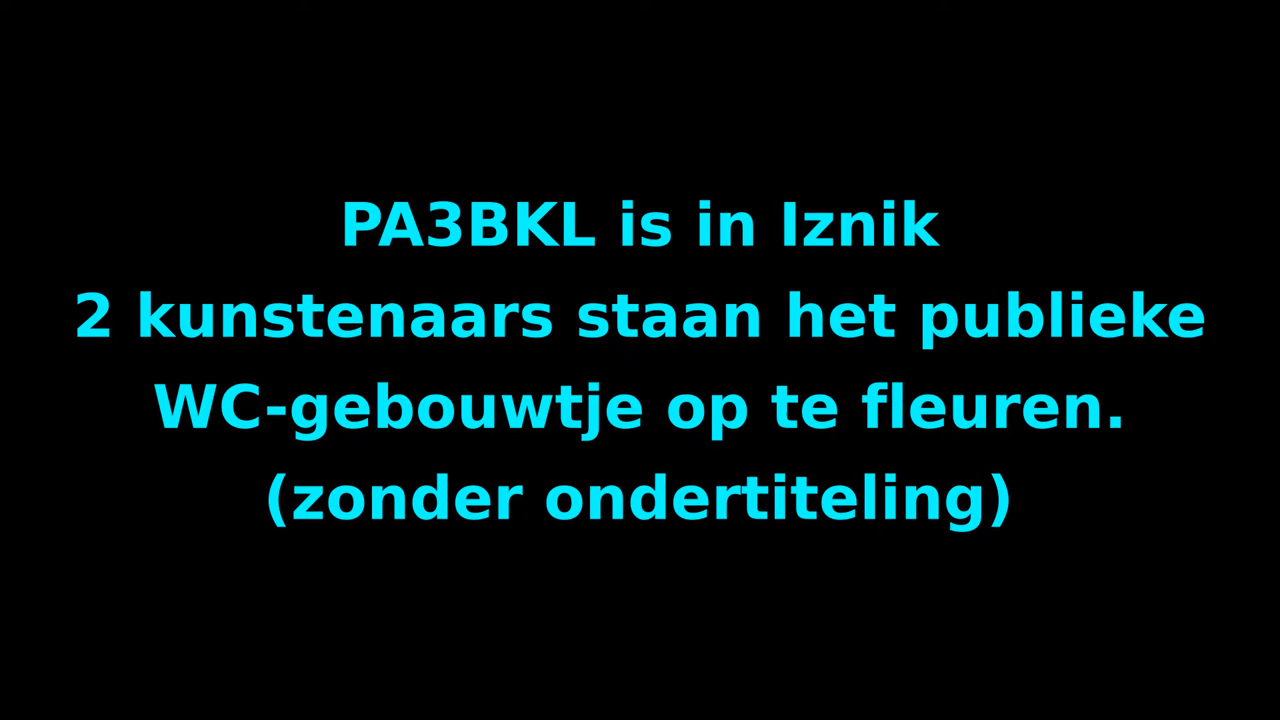 PA3BKL is in Iznik
2 kunstenaars staan het publieke
WC-gebouwtje op te fleuren.
(zonder ondertiteling)